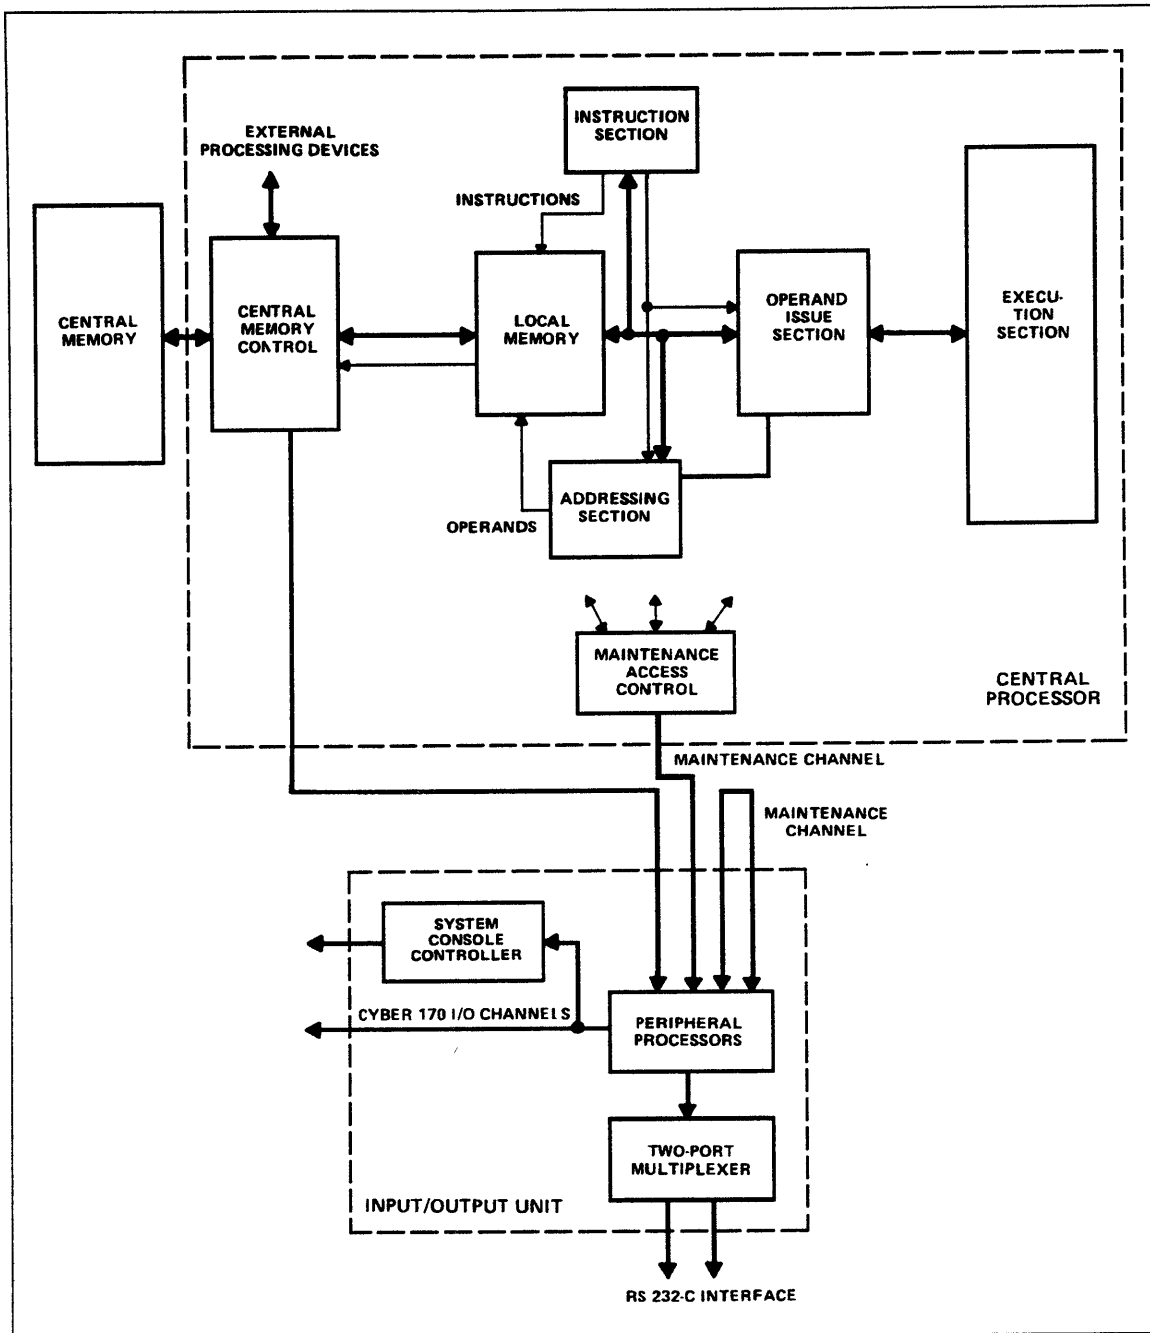 INSTRUCTION
SECTION
EXTERNAL
PROCESSING DEVICES
INSTRUCTIONS
CENTRAL
MEMORY
CENTRAL
MEMORY
CONTROL
LOCAL
MEMORY
OPERAND
ISSUE
SECTION
EXECU-
TION
SECTION
ADDRESSING
SECTION
OPERANDS
MAINTENANCE
ACCESS
CONTROL
CENTRAL
PROCESSOR
MAINTENANCE CHANNEL
MAINTENANCE
CHANNEL
SYSTEM
CONSOLE
CONTROLLER
CYBER 170 I/O CHANNELS
PERIPHERAL
PROCESSORS
TWO-PORT
MULTIPLEXER
INPUT/OUTPUT UNIT
RS 232-C INTERFACE